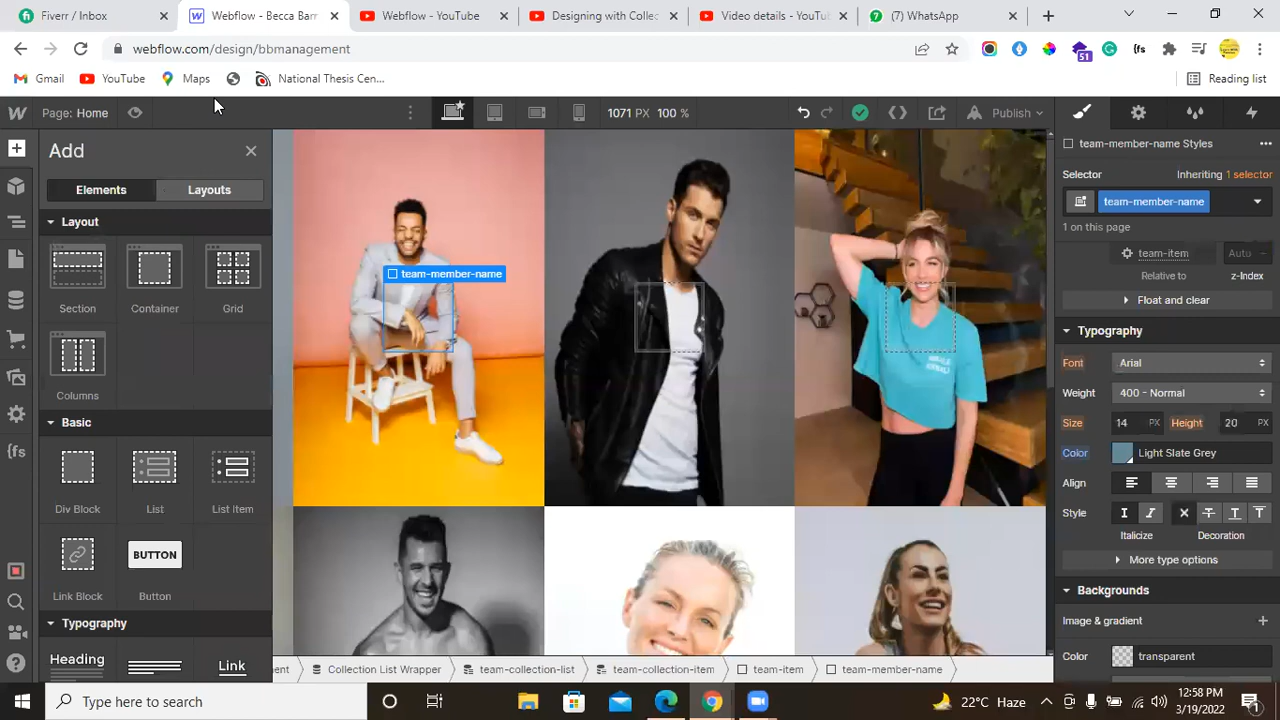 Fiverr / Inbox
Webflow - Becca Barr
Webflow - YouTube
Designing with Collec
Video details - YouTu
(7) WhatsApp
webflow.com/design/bbmanagement
51
{fs}
Gmail
YouTube
Maps
National Thesis Cen...
Reading list
Page: Home
1071 PX 100 %
Publish
Add
team-member-name Styles
Elements
Layouts
Selector
Inheriting 1 selector
team-member-name
Layout
1 on this page
team-item
Auto
Relative to
z-Index
team-member-name
Section
Container
Grid
Float and clear
Typography
Font
Arial
Columns
Weight
400 - Normal
Basic
Size
14
PX
Height
20
PX
{fs}
Color
Light Slate Grey
Align
Div Block
List
List Item
Style
Italicize
Decoration
BUTTON
More type options
Link Block
Button
Backgrounds
Typography
Image & gradient
Heading
Link
Color
transparent
Collection List Wrapper
team-collection-list
team-collection-item
team-item
team-member-name
Type here to search
22°C Haze
12:58 PM
3/19/2022
1